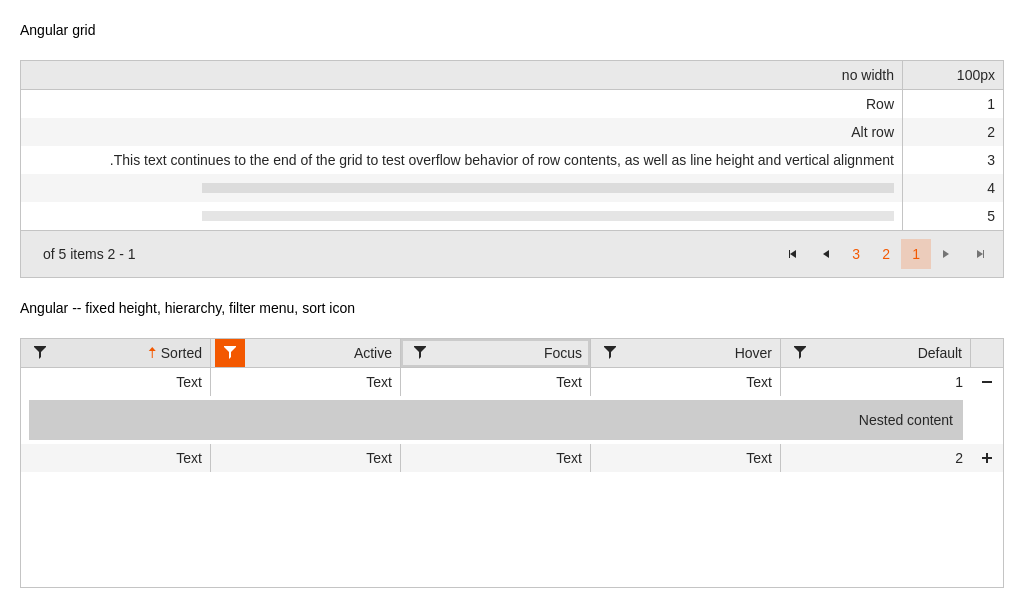 Angular grid
no width 100px
Row 1
Alt row 2
.This text continues to the end of the grid to test overflow behavior of row contents, as well as line height and vertical alignment 3
4
5
of 5 items 2 - 1 3 2 1
Angular -- fixed height, hierarchy, filter menu, sort icon
Sorted Active Focus Hover Default
Text Text Text Text 1
Nested content
Text Text Text Text 2